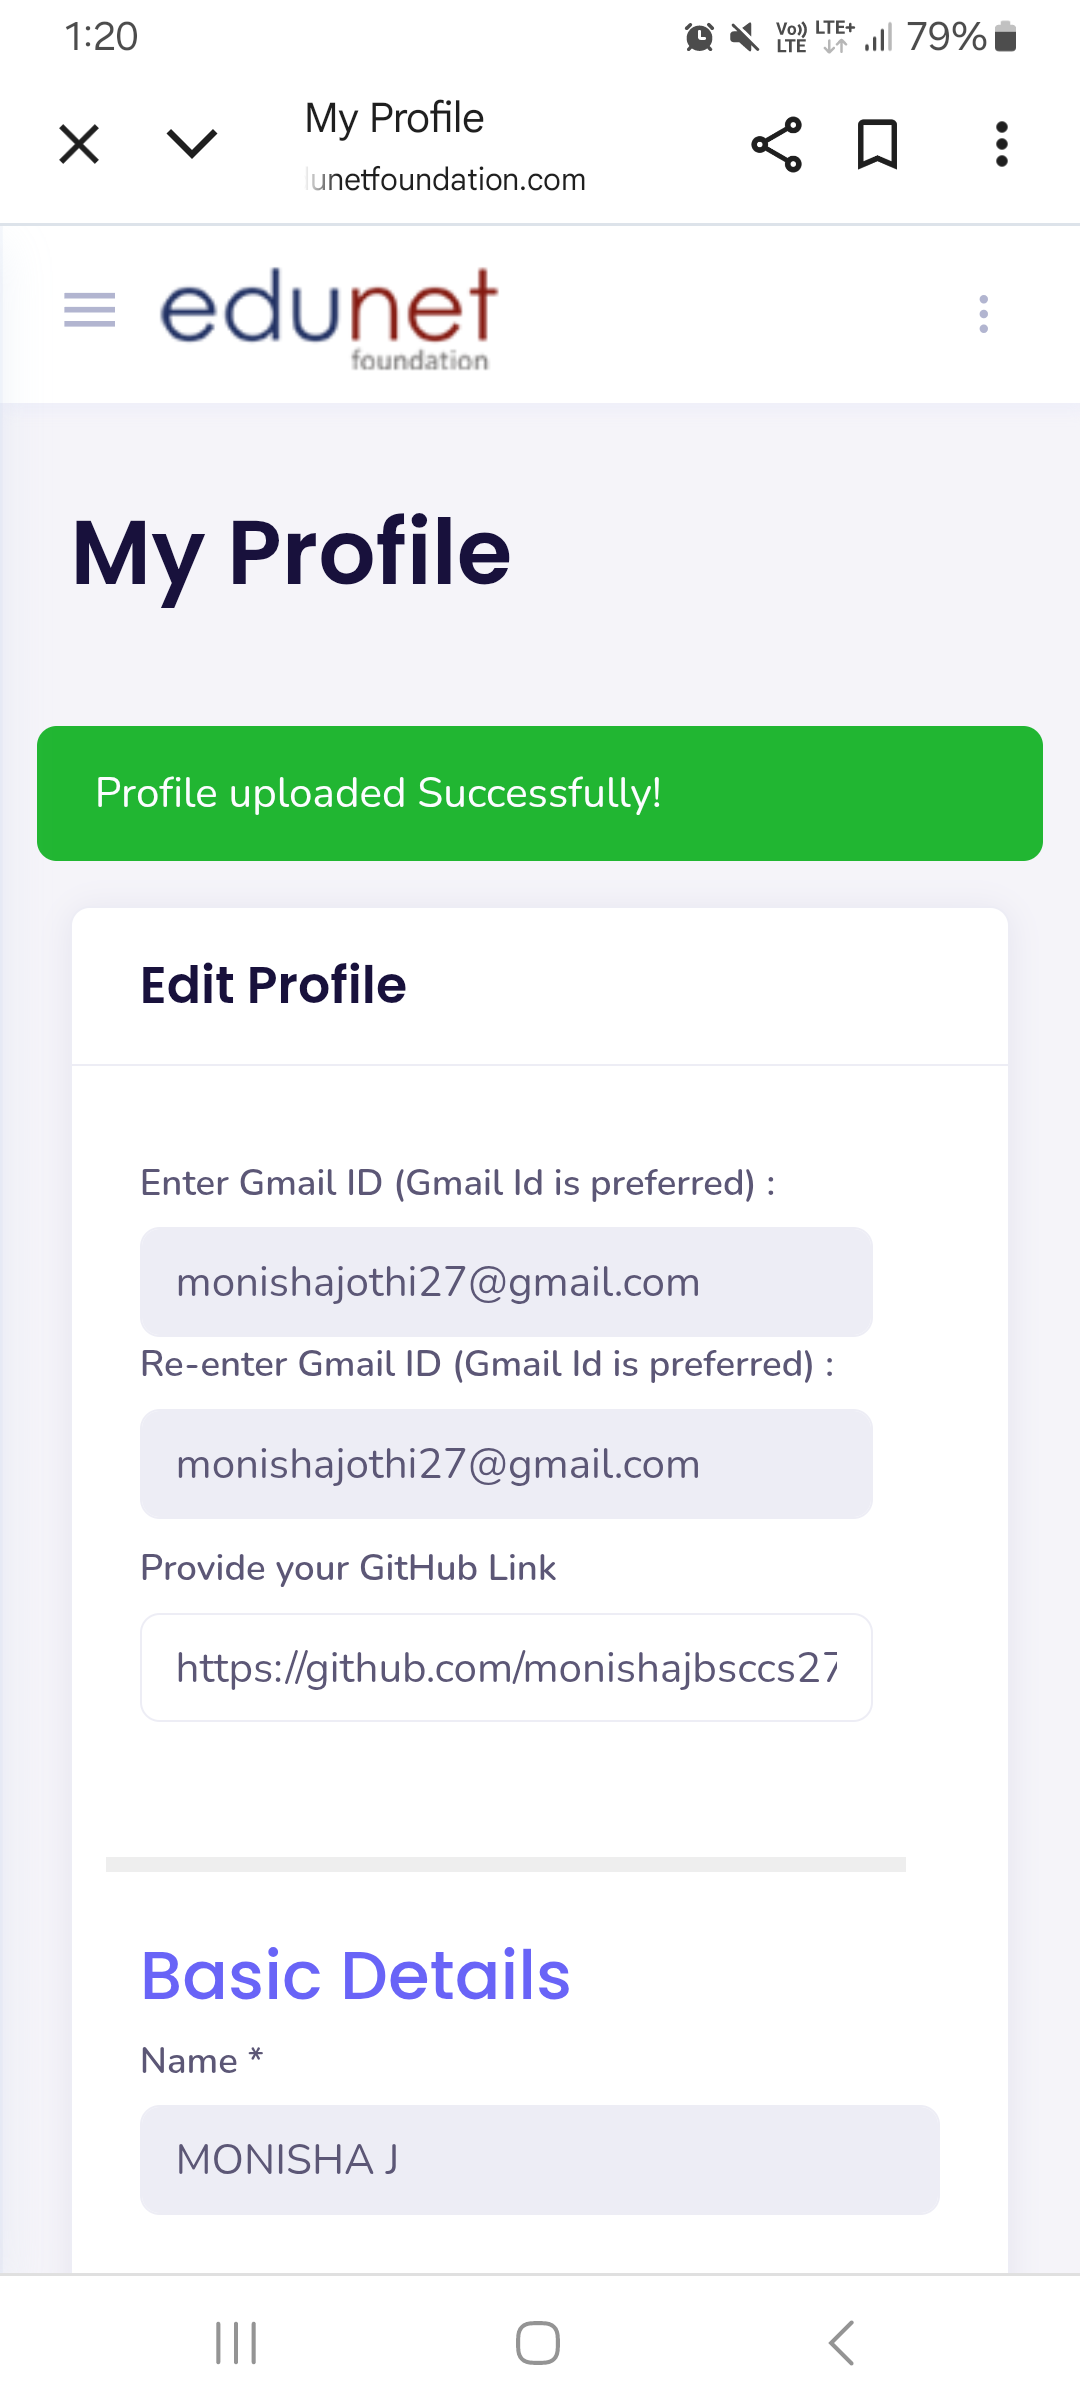 1:20
Vo)) LTE LTE+ 79%
My Profile
lunetfoundation.com
edunet
foundation
My Profile
Profile uploaded Successfully!
Edit Profile
Enter Gmail ID (Gmail Id is preferred) :
monishajothi27@gmail.com
Re-enter Gmail ID (Gmail Id is preferred) :
monishajothi27@gmail.com
Provide your GitHub Link
https://github.com/monishajbsccs27
Basic Details
Name *
MONISHA J